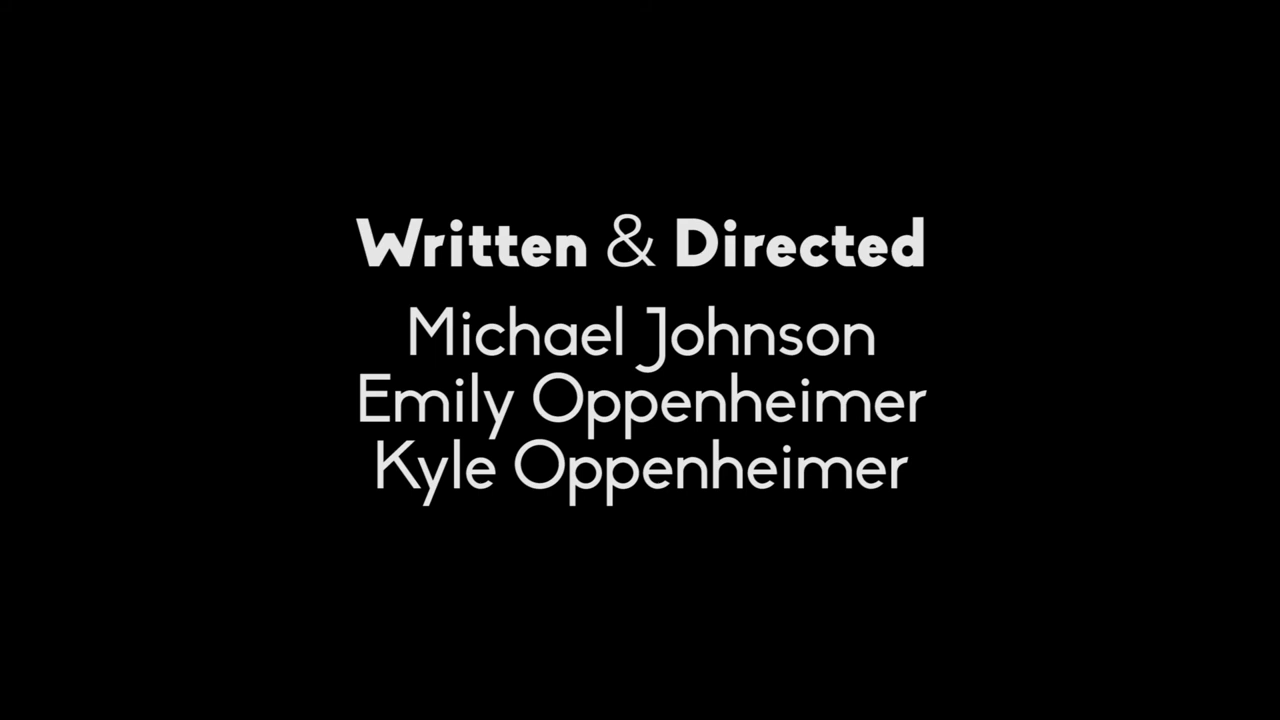 Written & Directed
Michael Johnson
Emily Oppenheimer
Kyle Oppenheimer